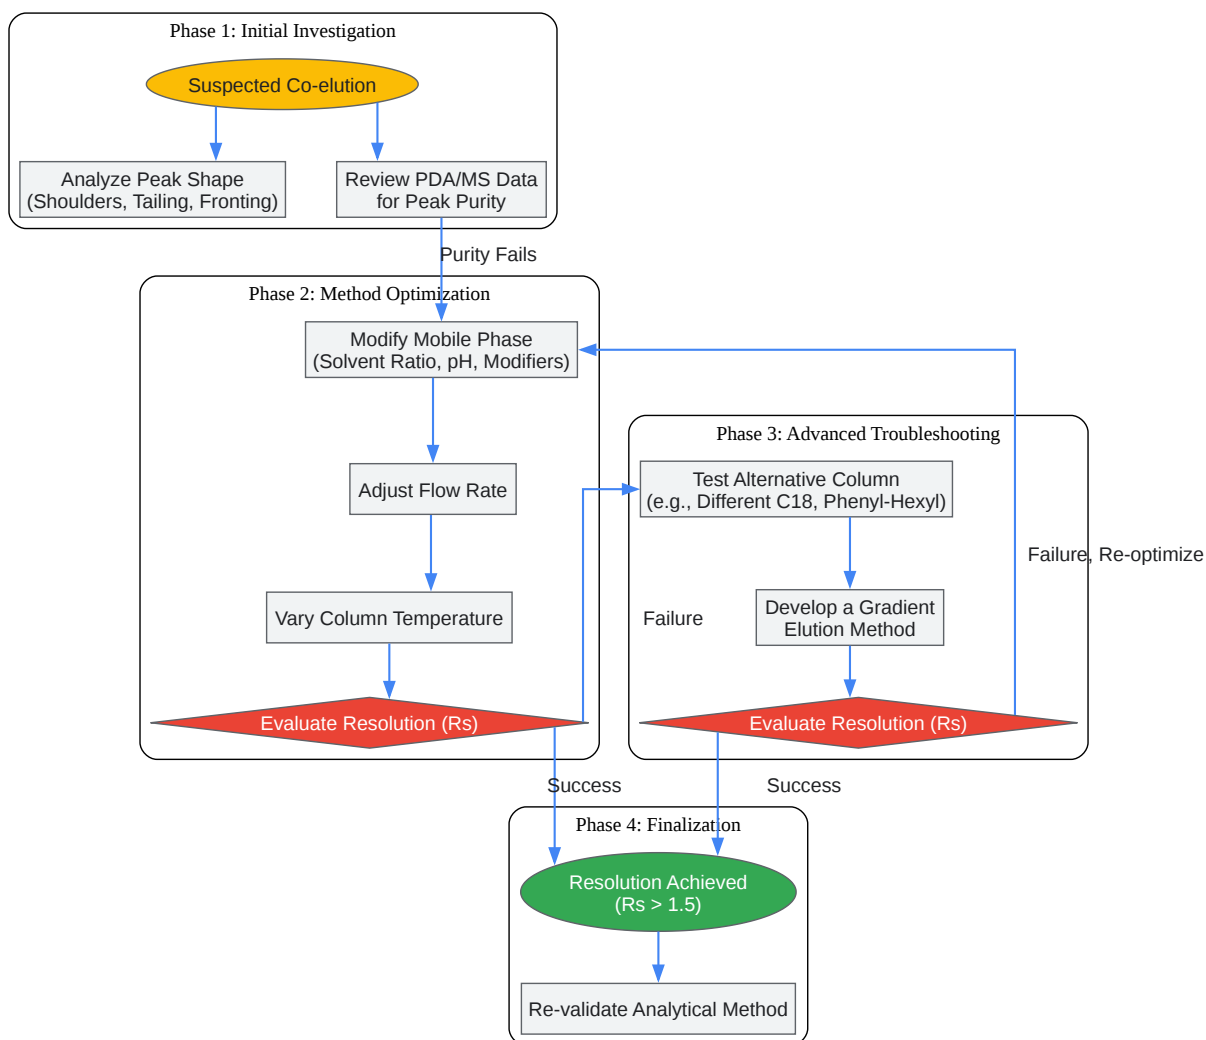 Phase 1: Initial Investigation
Suspected Co-elution
Analyze Peak Shape
(Shoulders, Tailing, Fronting)
Review PDA/MS Data
for Peak Purity
Purity Fails
Phase 2: Method Optimization
Modify Mobile Phase
(Solvent Ratio, pH, Modifiers)
Adjust Flow Rate
Vary Column Temperature
Evaluate Resolution (Rs)
Failure
Success
Phase 3: Advanced Troubleshooting
Test Alternative Column
(e.g., Different C18, Phenyl-Hexyl)
Develop a Gradient
Elution Method
Evaluate Resolution (Rs)
Failure, Re-optimize
Success
Phase 4: Finalization
Resolution Achieved
(Rs > 1.5)
Re-validate Analytical Method